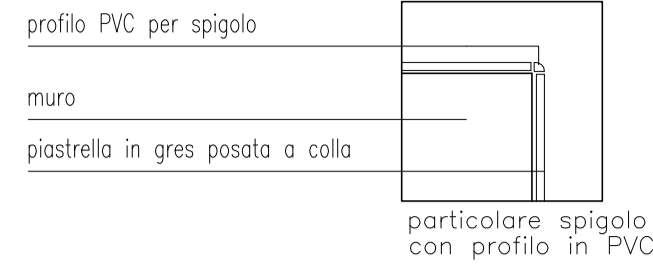 profilo PVC per spigolo
muro
piastrella in gres posata a colla
particolare spigolo
con profilo in PVC